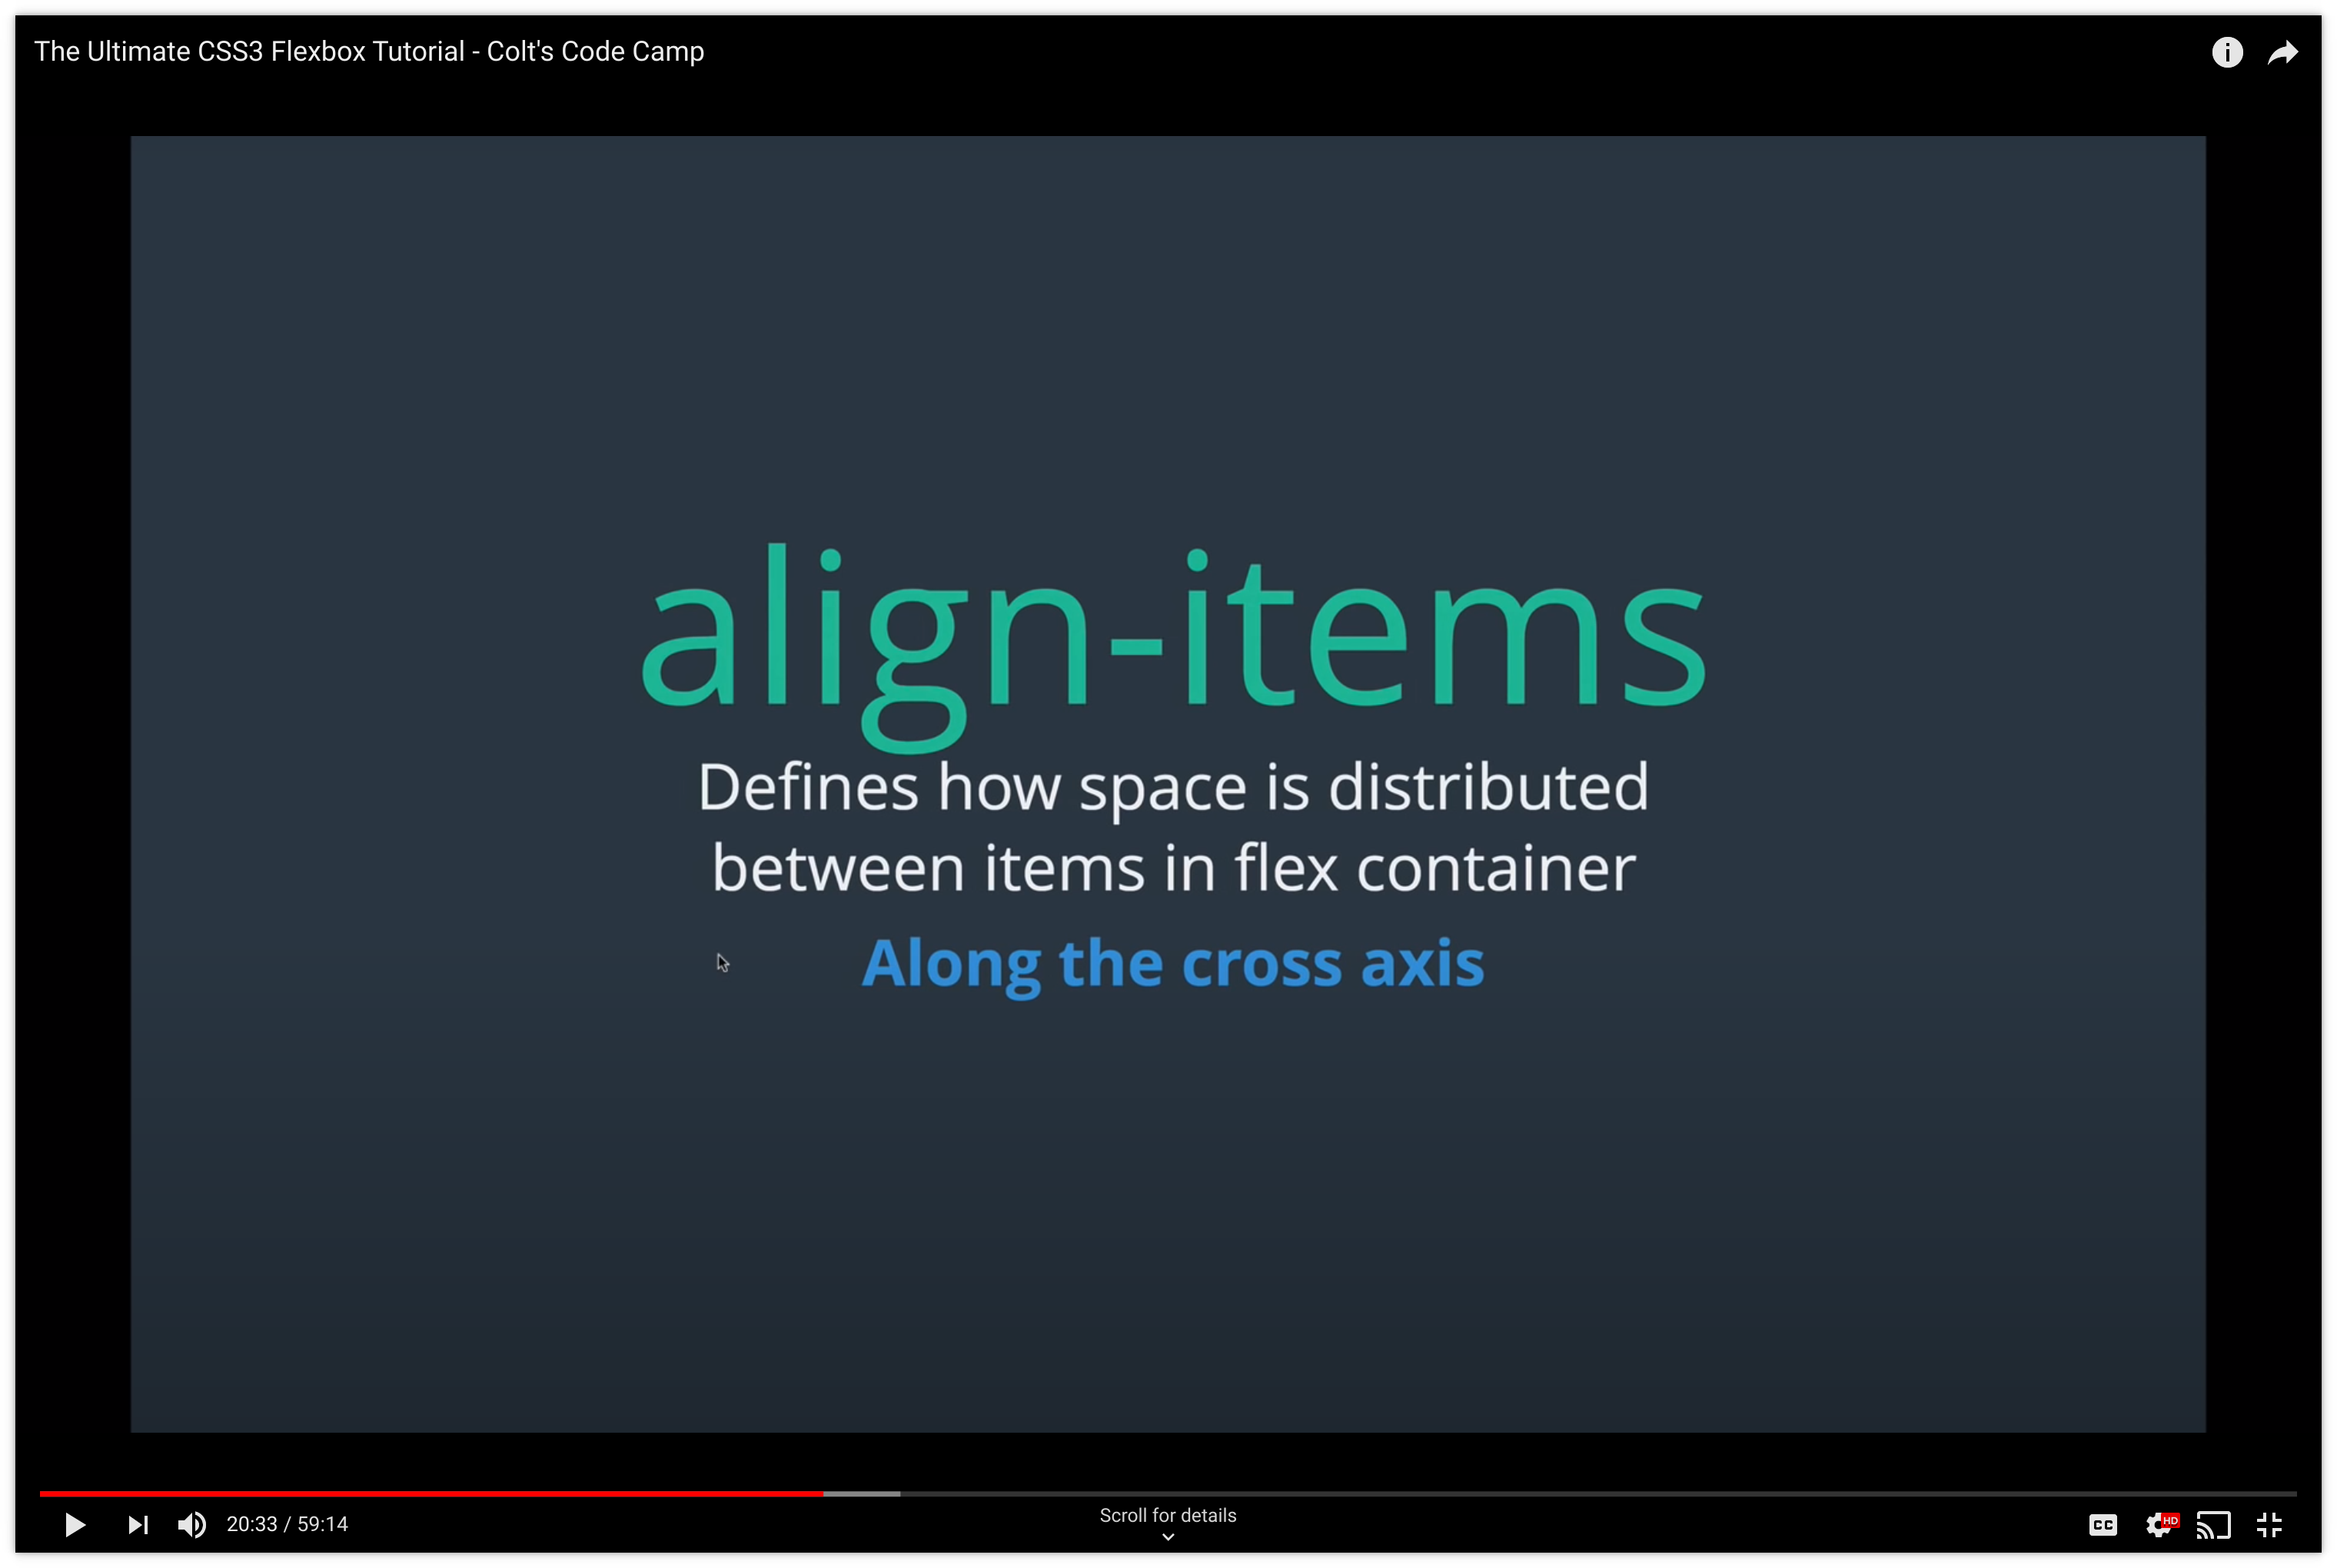 The Ultimate CSS3 Flexbox Tutorial - Colt's Code Camp
align-items
Defines how space is distributed
between items in flex container
Along the cross axis
Scroll for details
20:33 / 59:14
CC
HD